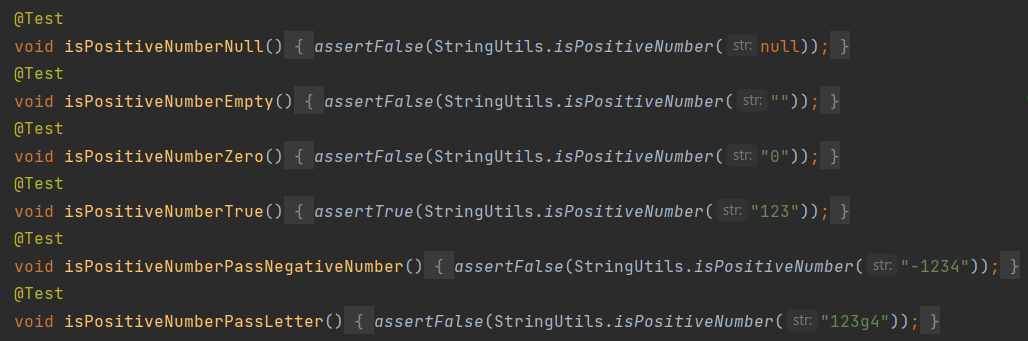 @Test
void isPositiveNumberNull() { assertFalse(StringUtils.isPositiveNumber( str: null)); }
@Test
void isPositiveNumberEmpty() { assertFalse(StringUtils.isPositiveNumber( str: "")); }
@Test
void isPositiveNumberZero() { assertFalse(StringUtils.isPositiveNumber( str: "0")); }
@Test
void isPositiveNumberTrue() { assertTrue(StringUtils.isPositiveNumber( str: "123")); }
@Test
void isPositiveNumberPassNegativeNumber() { assertFalse(StringUtils.isPositiveNumber( str: "-1234")); }
@Test
void isPositiveNumberPassLetter() { assertFalse(StringUtils.isPositiveNumber( str: "123g4")); }